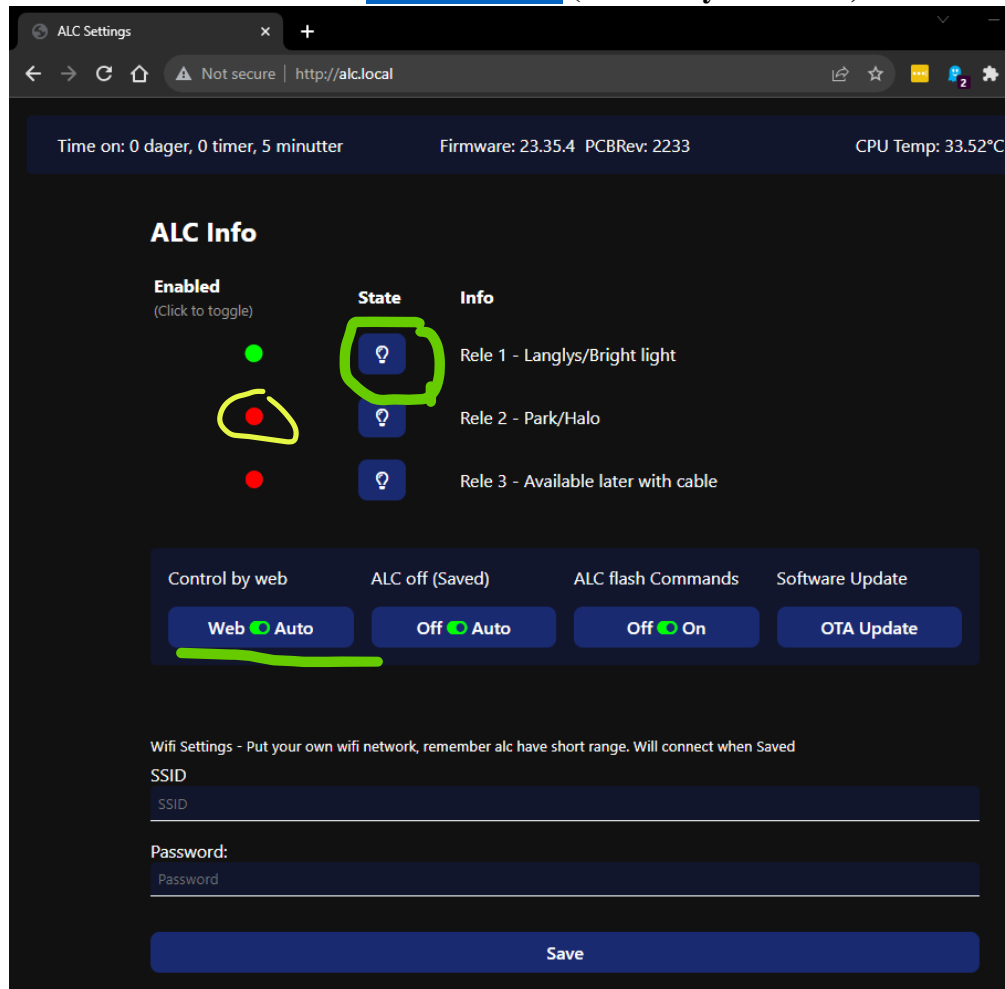 ALC Settings
Not secure | http://alc.local
2
Time on: 0 dager, 0 timer, 5 minutter Firmware: 23.35.4 PCBRev: 2233 CPU Temp: 33.52°C
ALC Info
Enabled
(Click to toggle)
State Info
Rele 1 - Langlys/Bright light
Rele 2 - Park/Halo
Rele 3 - Available later with cable
Control by web ALC off (Saved) ALC flash Commands Software Update
Web Auto Off Auto Off On OTA Update
Wifi Settings - Put your own wifi network, remember alc have short range. Will connect when Saved
SSID
SSID
Password:
Password
Save